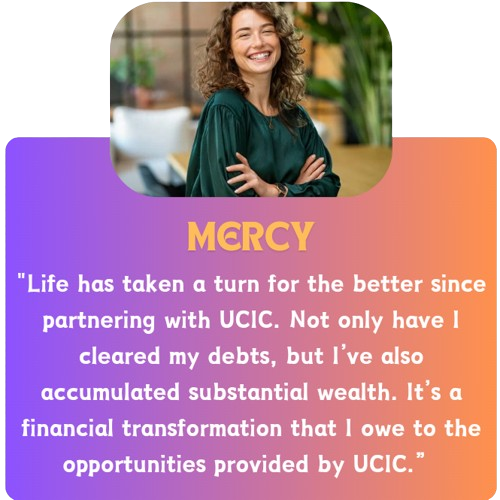 MERCY
"Life has taken a turn for the better since
partnering with UCIC. Not only have I
cleared my debts, but I've also
accumulated substantial wealth. It's a
financial transformation that I owe to the
opportunities provided by UCIC."